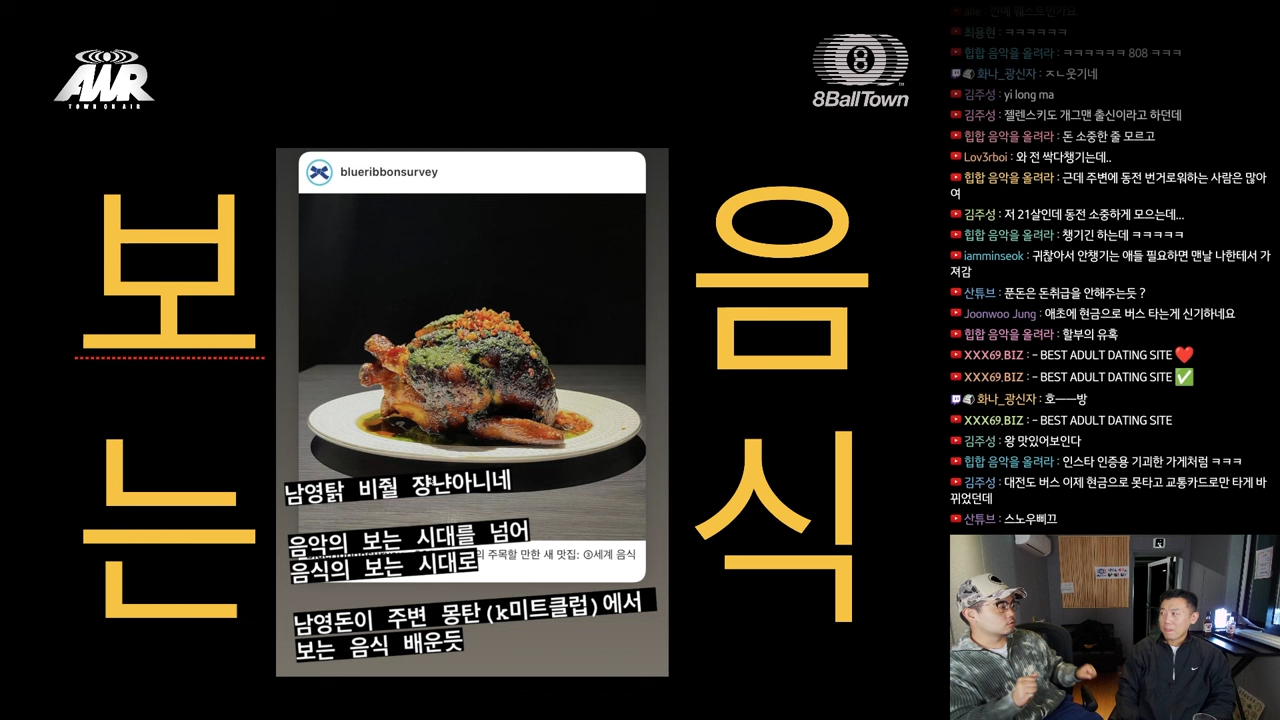 AWR
TOWN ON AIR
8
8BallTown
보는
음식
blueribbonsurvey
남영탉 비쥘 쟝냔아니네
음악의 보는 시대를 넘어
음식의 보는 시대로
의 주목할 만한 새 맛집: ③세계 음식
남영돈이 주변 몽탄(k미트클럽)에서
보는 음식 배운듯
최용현 : ㅋㅋㅋㅋㅋㅋ
힙합 음악을 올려라 : ㅋㅋㅋㅋㅋㅋ 808 ㅋㅋㅋ
화나_광신자 : ㅈㄴ웃기네
김주성 : yi long ma
김주성 : 젤렌스키도 개그맨 출신이라고 하던데
힙합 음악을 올려라 : 돈 소중한 줄 모르고
Lov3rboi : 와 전 싹다챙기는데..
힙합 음악을 올려라 : 근데 주변에 동전 번거로워하는 사람은 많아
여
김주성 : 저 21살인데 동전 소중하게 모으는데...
힙합 음악을 올려라 : 챙기긴 하는데 ㅋㅋㅋㅋㅋ
iamminseok : 귀찮아서 안챙기는 애들 필요하면 맨날 나한테서 가
져감
산튜브 : 푼돈은 돈취급을 안해주는듯 ?
Joonwoo Jung : 애초에 현금으로 버스 타는게 신기하네요
힙합 음악을 올려라 : 할부의 유혹
XXX69.BIZ : - BEST ADULT DATING SITE ❤️
XXX69.BIZ : - BEST ADULT DATING SITE ✅
화나_광신자 : 호──방
XXX69.BIZ : - BEST ADULT DATING SITE
김주성 : 왕 맛있어보인다
힙합 음악을 올려라 : 인스타 인증용 기괴한 가게처럼 ㅋㅋㅋ
김주성 : 대전도 버스 이제 현금으로 못타고 교통카드로만 타게 바
뀌었던데
산튜브 : 스노우삐끄